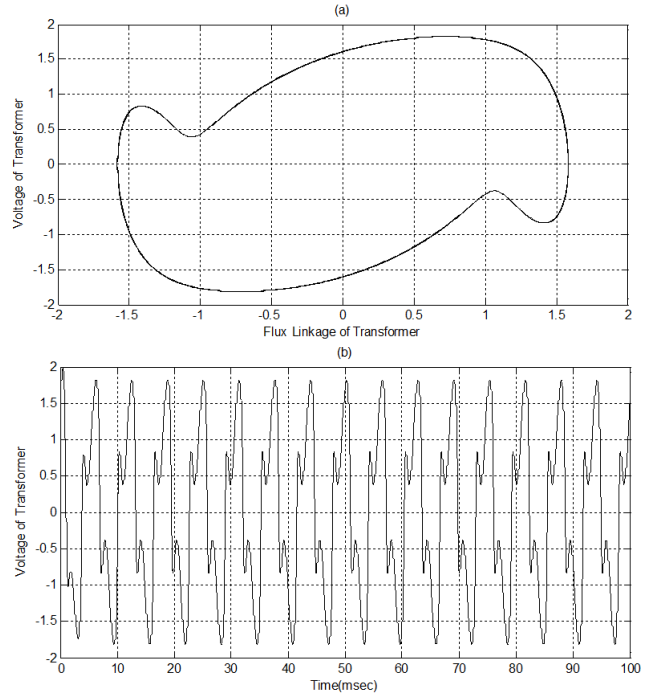 (a)
2
1.5
1
0.5
0
-0.5
-1
-1.5
-2
Voltage of Transformer
-2 -1.5 -1 -0.5 0 0.5 1 1.5 2
Flux Linkage of Transformer
(b)
2
1.5
1
0.5
0
-0.5
-1
-1.5
-2
Voltage of Transformer
0 10 20 30 40 50 60 70 80 90 100
Time(msec)